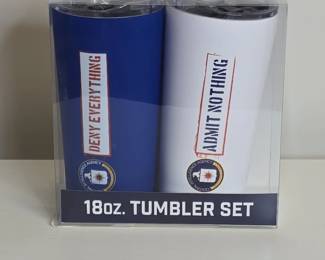 DENY EVERYTHING
ADMIT NOTHING
18oz. TUMBLER SET